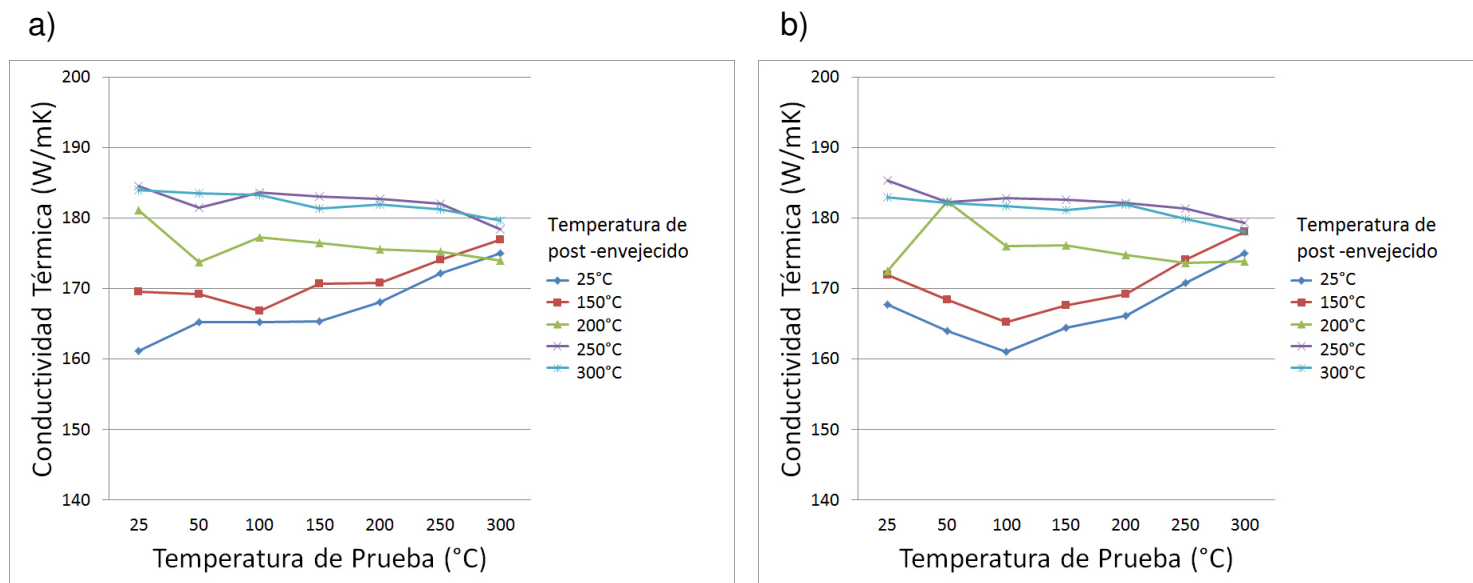 a)
200
190
180
170
160
150
140
Conductividad Térmica (W/mK)
25 50 100 150 200 250 300
Temperatura de Prueba (°C)
Temperatura de
post -envejecido
25°C
150°C
200°C
250°C
300°C
b)
200
190
180
170
160
150
140
Conductividad Térmica (W/mK)
25 50 100 150 200 250 300
Temperatura de Prueba (°C)
Temperatura de
post -envejecido
25°C
150°C
200°C
250°C
300°C